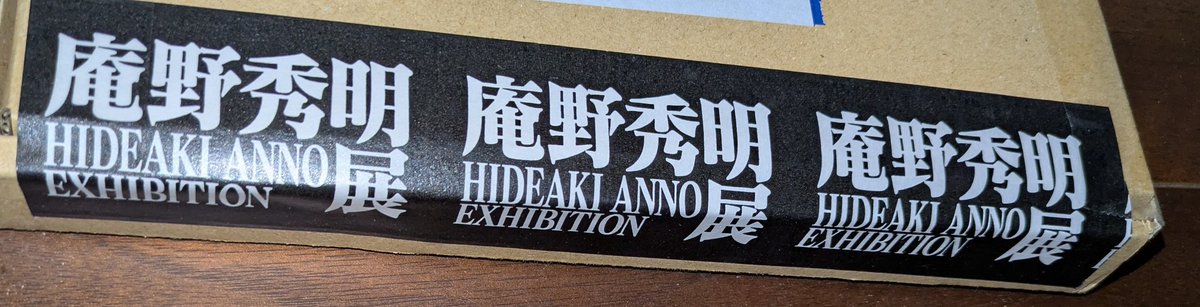 庵野秀明
HIDEAKI ANNO
EXHIBITION
展
庵野秀明
HIDEAKI ANNO
EXHIBITION
展
庵野秀明
HIDEAKI ANNO
EXHIBITION
展